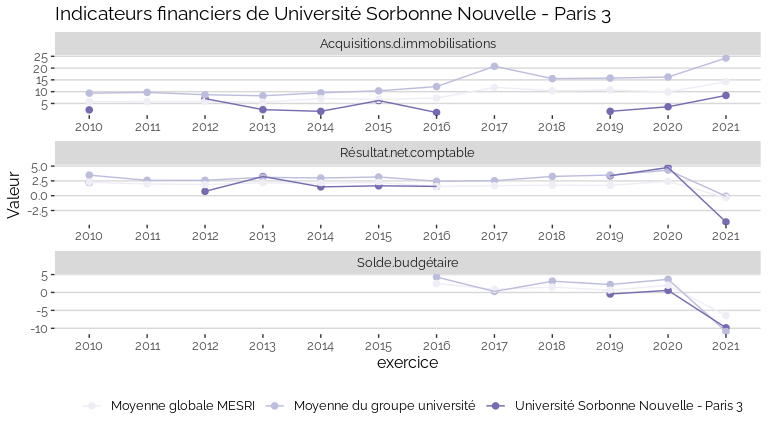 Indicateurs financiers de Université Sorbonne Nouvelle - Paris 3
Acquisitions.d.immobilisations
25
20
15
10
5
2010 2011 2012 2013 2014 2015 2016 2017 2018 2019 2020 2021
Résultat.net.comptable
5.0
2.5
0.0
−2.5
2010 2011 2012 2013 2014 2015 2016 2017 2018 2019 2020 2021
Valeur
Solde.budgétaire
5
0
−5
−10
2010 2011 2012 2013 2014 2015 2016 2017 2018 2019 2020 2021
exercice
Moyenne globale MESRI Moyenne du groupe université Université Sorbonne Nouvelle - Paris 3